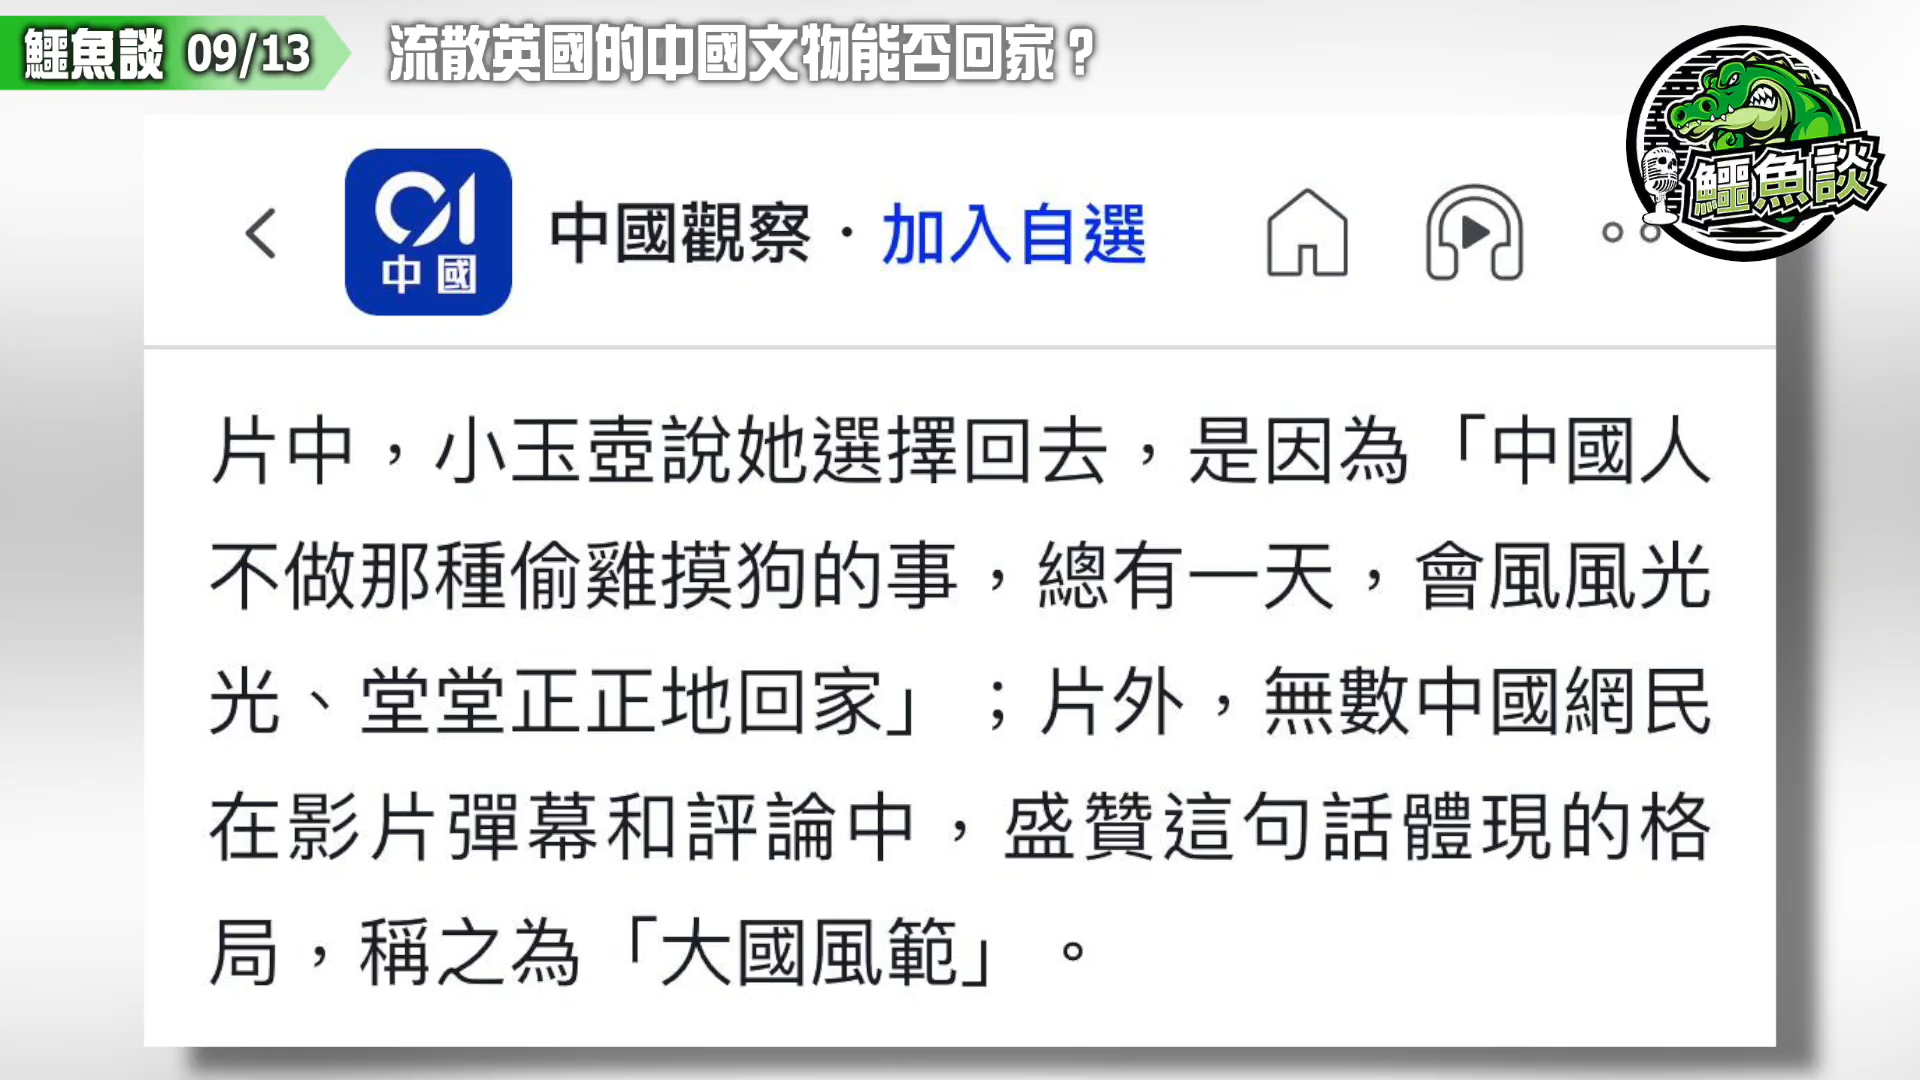 鱷魚談 09/13 流散英國的中國文物能否回家？
鱷魚談
01 中國 中國觀察·加入自選
片中，小玉壺說她選擇回去，是因為「中國人
不做那種偷雞摸狗的事，總有一天，會風風光
光、堂堂正正地回家」；片外，無數中國網民
在影片彈幕和評論中，盛贊這句話體現的格
局，稱之為「大國風範」。